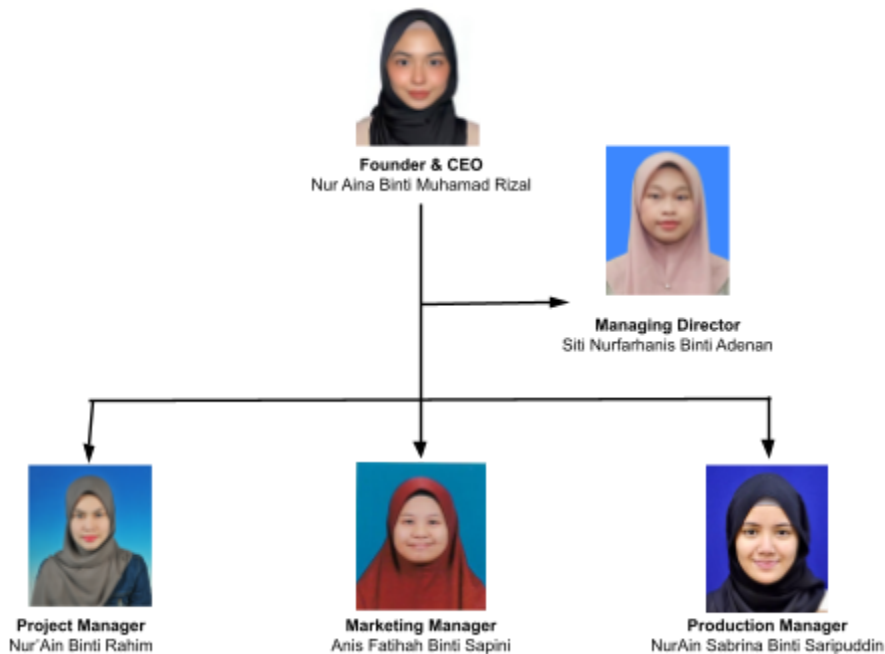 Founder & CEO
Nur Aina Binti Muhamad Rizal
Managing Director
Siti Nurfarhanis Binti Adenan
Project Manager
Nur'Ain Binti Rahim
Marketing Manager
Anis Fatihah Binti Sapini
Production Manager
NurAin Sabrina Binti Saripuddin